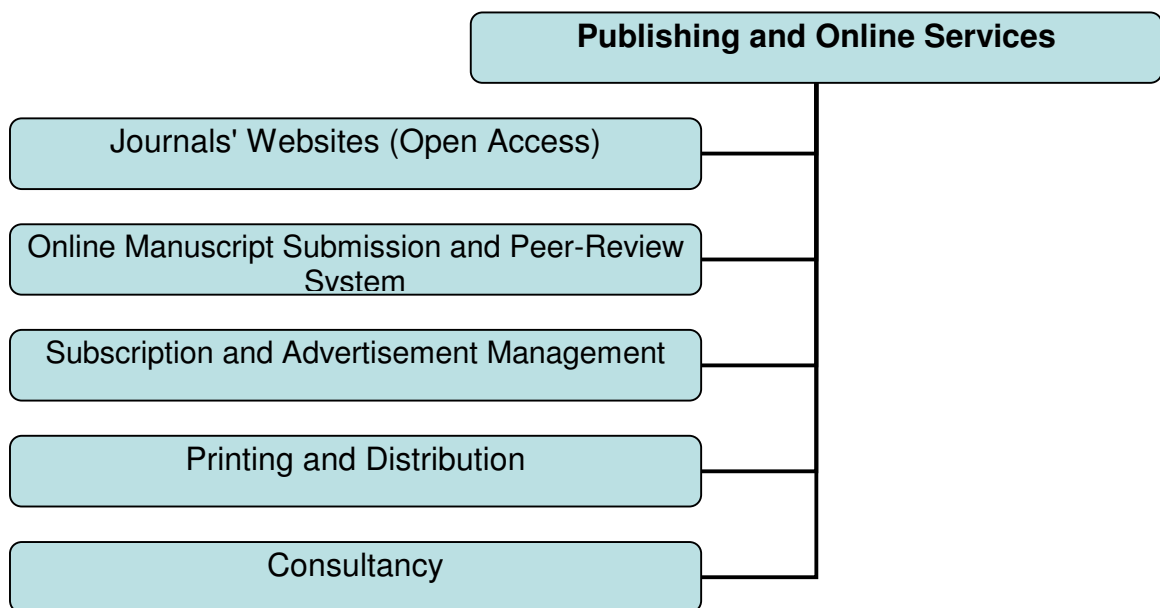 Publishing and Online Services
Journals' Websites (Open Access)
Online Manuscript Submission and Peer-Review
System
Subscription and Advertisement Management
Printing and Distribution
Consultancy